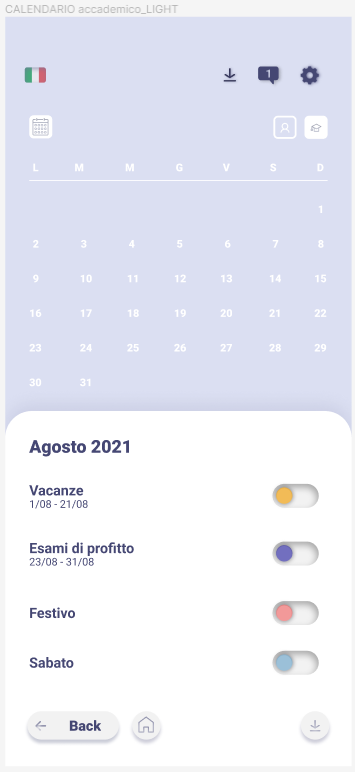 CALENDARIO accademico_LIGHT
1
L M M G V S D
1
2 3 4 5 6 7 8
9 10 11 12 13 14 15
16 17 18 19 20 21 22
23 24 25 26 27 28 29
30 31
Agosto 2021
Vacanze
1/08 - 21/08
Esami di profitto
23/08 - 31/08
Festivo
Sabato
Back